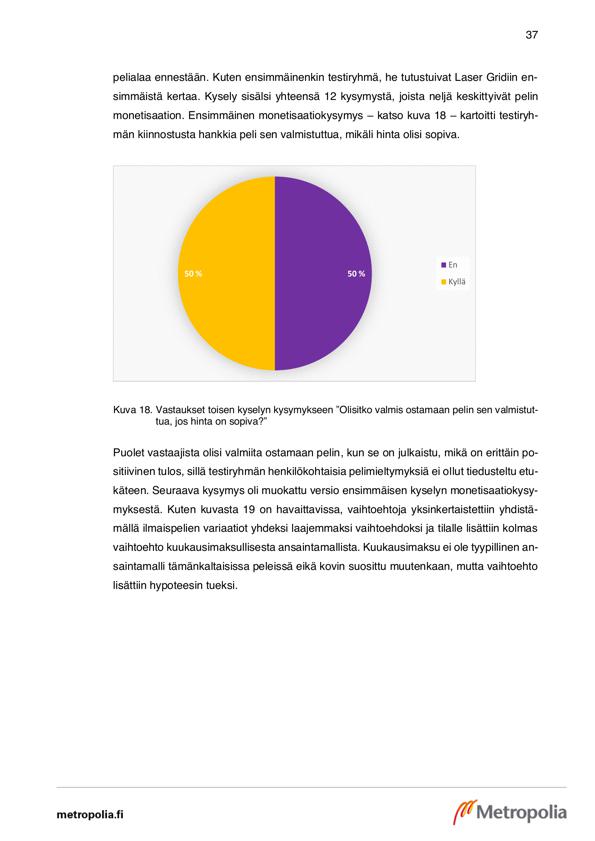 37
pelialaa ennestään. Kuten ensimmäinenkin testiryhmä, he tutustuivat Laser Gridiin en-
simmäistä kertaa. Kysely sisälsi yhteensä 12 kysymystä, joista neljä keskittyivät pelin
monetisaation. Ensimmäinen monetisaatiokysymys – katso kuva 18 – kartoitti testiryh-
män kiinnostusta hankkia peli sen valmistuttua, mikäli hinta olisi sopiva.
50 %
50 %
En
Kyllä
Kuva 18. Vastaukset toisen kyselyn kysymykseen ”Olisitko valmis ostamaan pelin sen valmistut-
tua, jos hinta on sopiva?”
Puolet vastaajista olisi valmiita ostamaan pelin, kun se on julkaistu, mikä on erittäin po-
sitiivinen tulos, sillä testiryhmän henkilökohtaisia pelimieltymyksiä ei ollut tiedusteltu etu-
käteen. Seuraava kysymys oli muokattu versio ensimmäisen kyselyn monetisaatiokysy-
myksestä. Kuten kuvasta 19 on havaittavissa, vaihtoehtoja yksinkertaistettiin yhdistä-
mällä ilmaispelien variaatiot yhdeksi laajemmaksi vaihtoehdoksi ja tilalle lisättiin kolmas
vaihtoehto kuukausimaksullisesta ansaintamallista. Kuukausimaksu ei ole tyypillinen an-
saintamalli tämänkaltaisissa peleissä eikä kovin suosittu muutenkaan, mutta vaihtoehto
lisättiin hypoteesin tueksi.
metropolia.fi
Metropolia